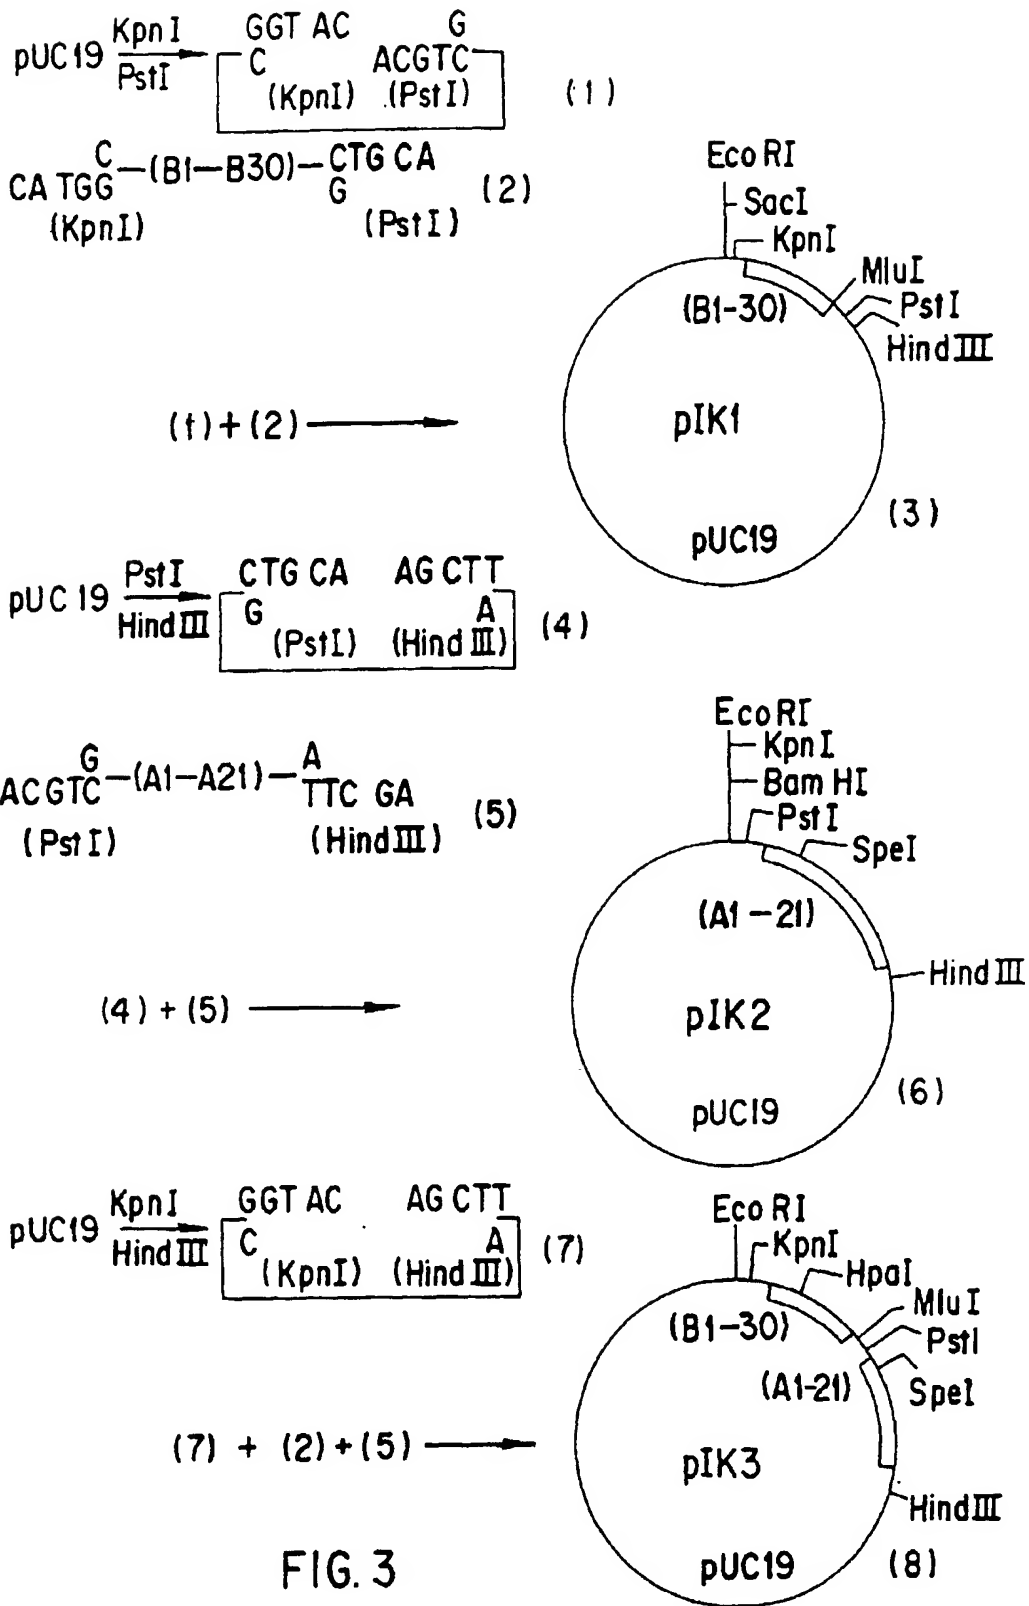 pUC19 KpnI PstI GGT AC G
C ACGTC
(KpnI) (PstI) (1)
C
CA TGG—(B1—B30)—CTG CA
G
(KpnI) (PstI) (2)
EcoRI
SacI
KpnI
MluI
PstI
HindIII
(B1-30)
pIK1
pUC19
(3)
(1)+(2)
pUC19 PstI HindIII CTG CA AG CTT
G A
(PstI) (HindIII) (4)
G A
ACGTC—(A1—A21)—TTC GA
(PstI) (HindIII) (5)
EcoRI
KpnI
BamHI
PstI
SpeI
(A1-21)
HindIII
pIK2
pUC19
(6)
(4) + (5)
pUC19 KpnI HindIII GGT AC AG CTT
C A
(KpnI) (HindIII) (7)
EcoRI
KpnI
HpaI
MluI
PstI
SpeI
(B1-30)
(A1-21)
HindIII
pIK3
pUC19
(8)
(7) + (2)+(5)
FIG. 3